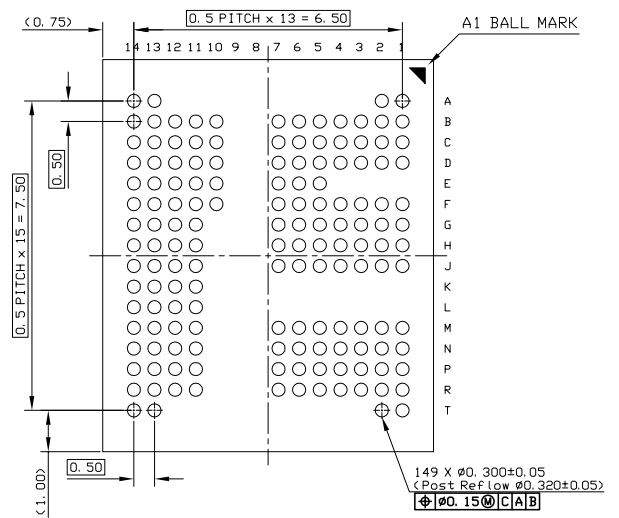 (0.75)
0.5 PITCH x 13 = 6.50
A1 BALL MARK
14 13 12 11 10 9 8 7 6 5 4 3 2 1
A
B
C
D
E
F
G
H
J
K
L
M
N
P
R
T
0.50
0.5 PITCH x 15 = 7.50
0.50
(1.00)
149 X Ø0.300±0.05
(Post Reflow Ø0.320±0.05)
⌖ Ø0.15Ⓜ C A B